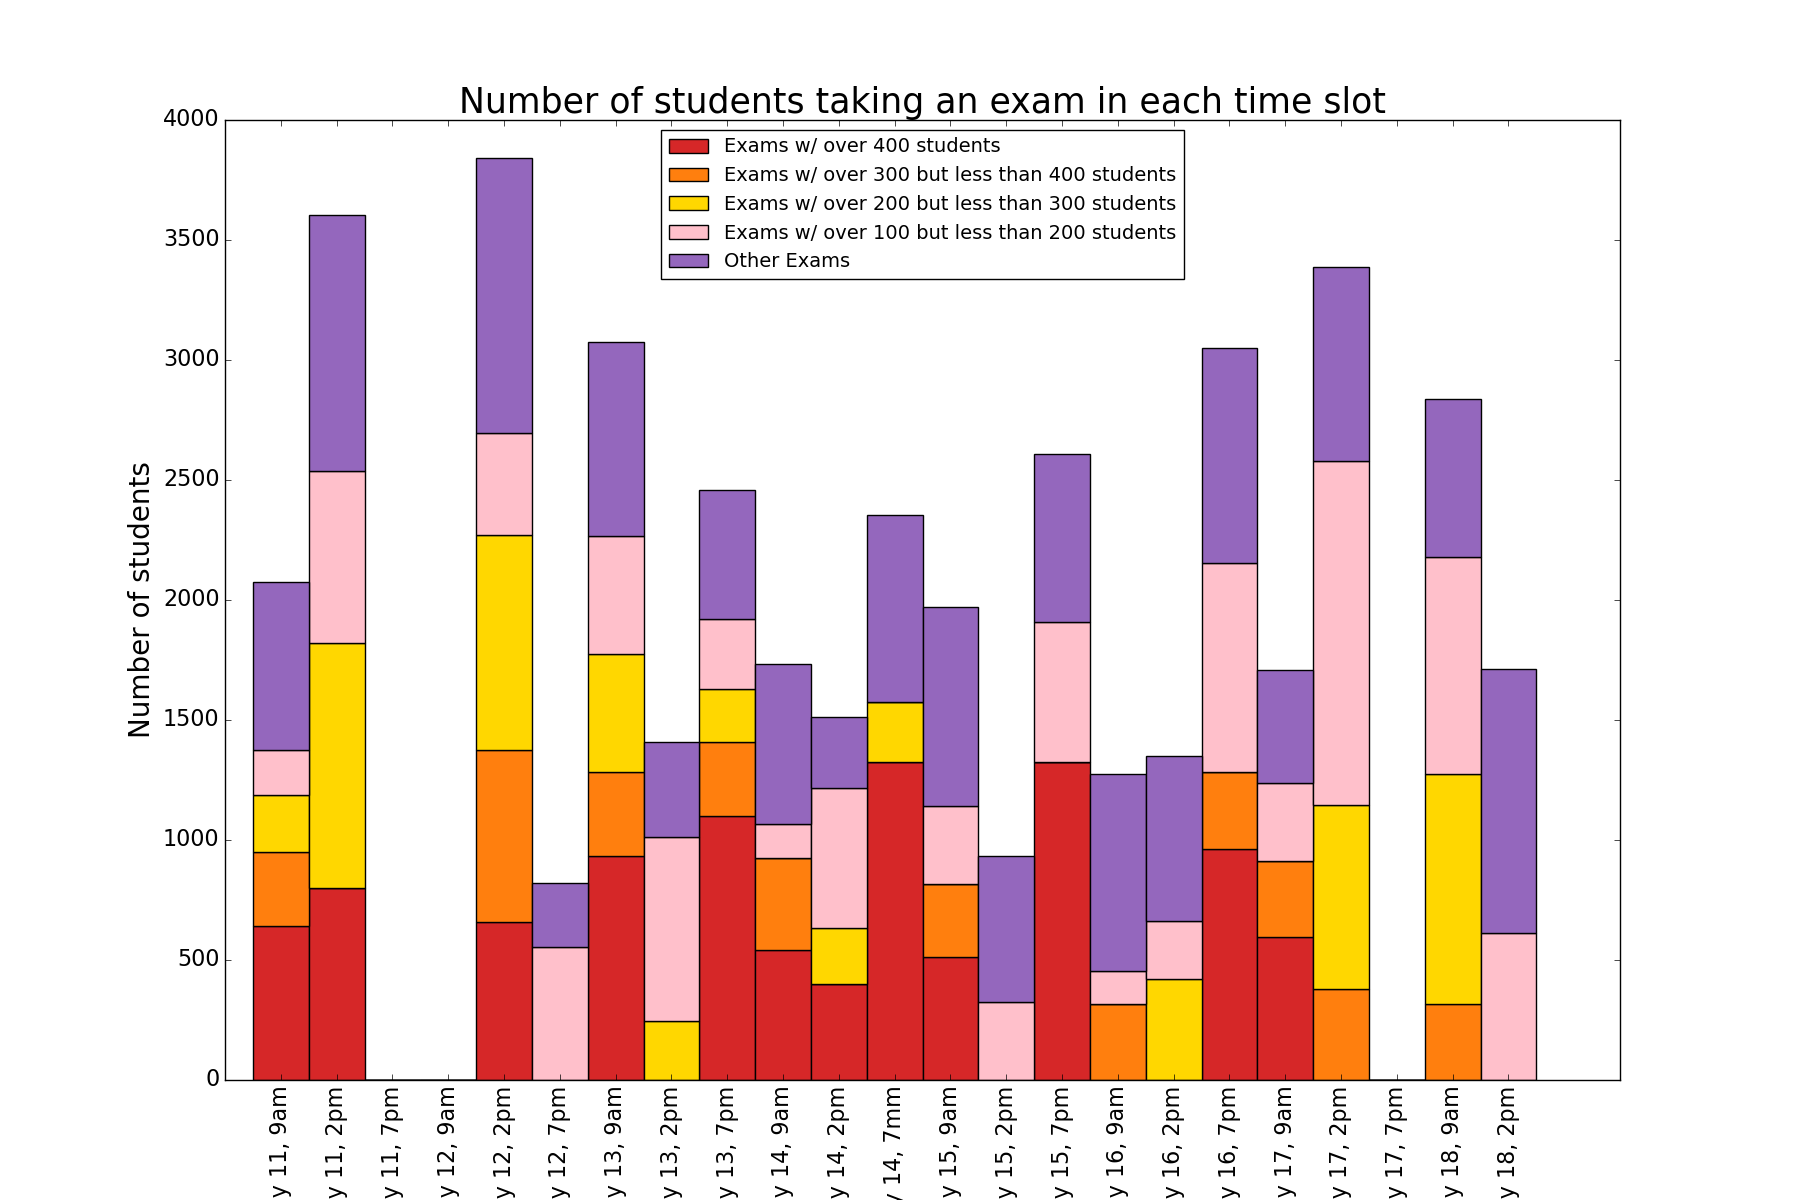 Number of students taking an exam in each time slot
Exams w/ over 400 students
Exams w/ over 300 but less than 400 students
Exams w/ over 200 but less than 300 students
Exams w/ over 100 but less than 200 students
Other Exams
Number of students
4000
3500
3000
2500
2000
1500
1000
500
0
y 11, 9am
y 11, 2pm
y 11, 7pm
y 12, 9am
y 12, 2pm
y 12, 7pm
y 13, 9am
y 13, 2pm
y 13, 7pm
y 14, 9am
y 14, 2pm
y 14, 7mm
y 15, 9am
y 15, 2pm
y 15, 7pm
y 16, 9am
y 16, 2pm
y 16, 7pm
y 17, 9am
y 17, 2pm
y 17, 7pm
y 18, 9am
y 18, 2pm